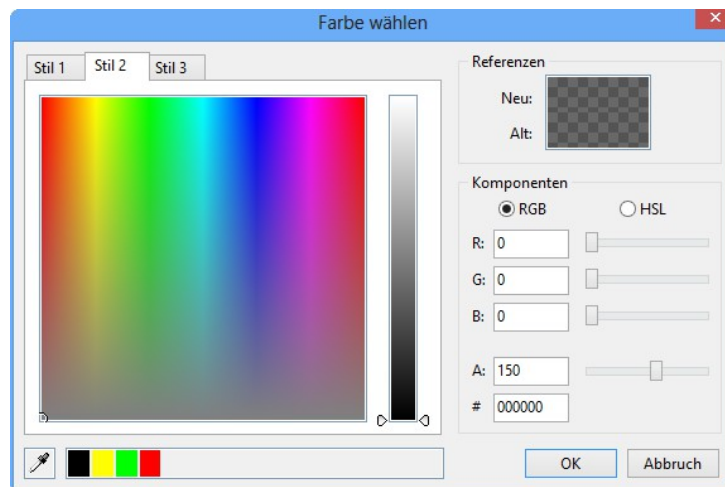 Farbe wählen
Stil 1 Stil 2 Stil 3
Referenzen
Neu:
Alt:
Komponenten
RGB HSL
R: 0
G: 0
B: 0
A: 150
# 000000
OK Abbruch